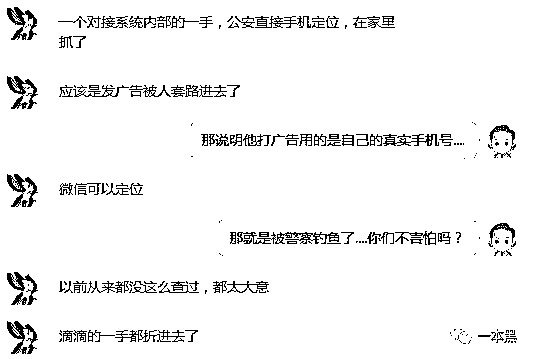 一个对接系统内部的一手，公安直接手机定位，在家里
抓了
应该是发广告被人套路进去了
那说明他打广告用的是自己的真实手机号....
微信可以定位
那就是被警察钓鱼了....你们不害怕吗？
以前从来都没这么查过，都太大意
滴滴的一手都折进去了
一本黑